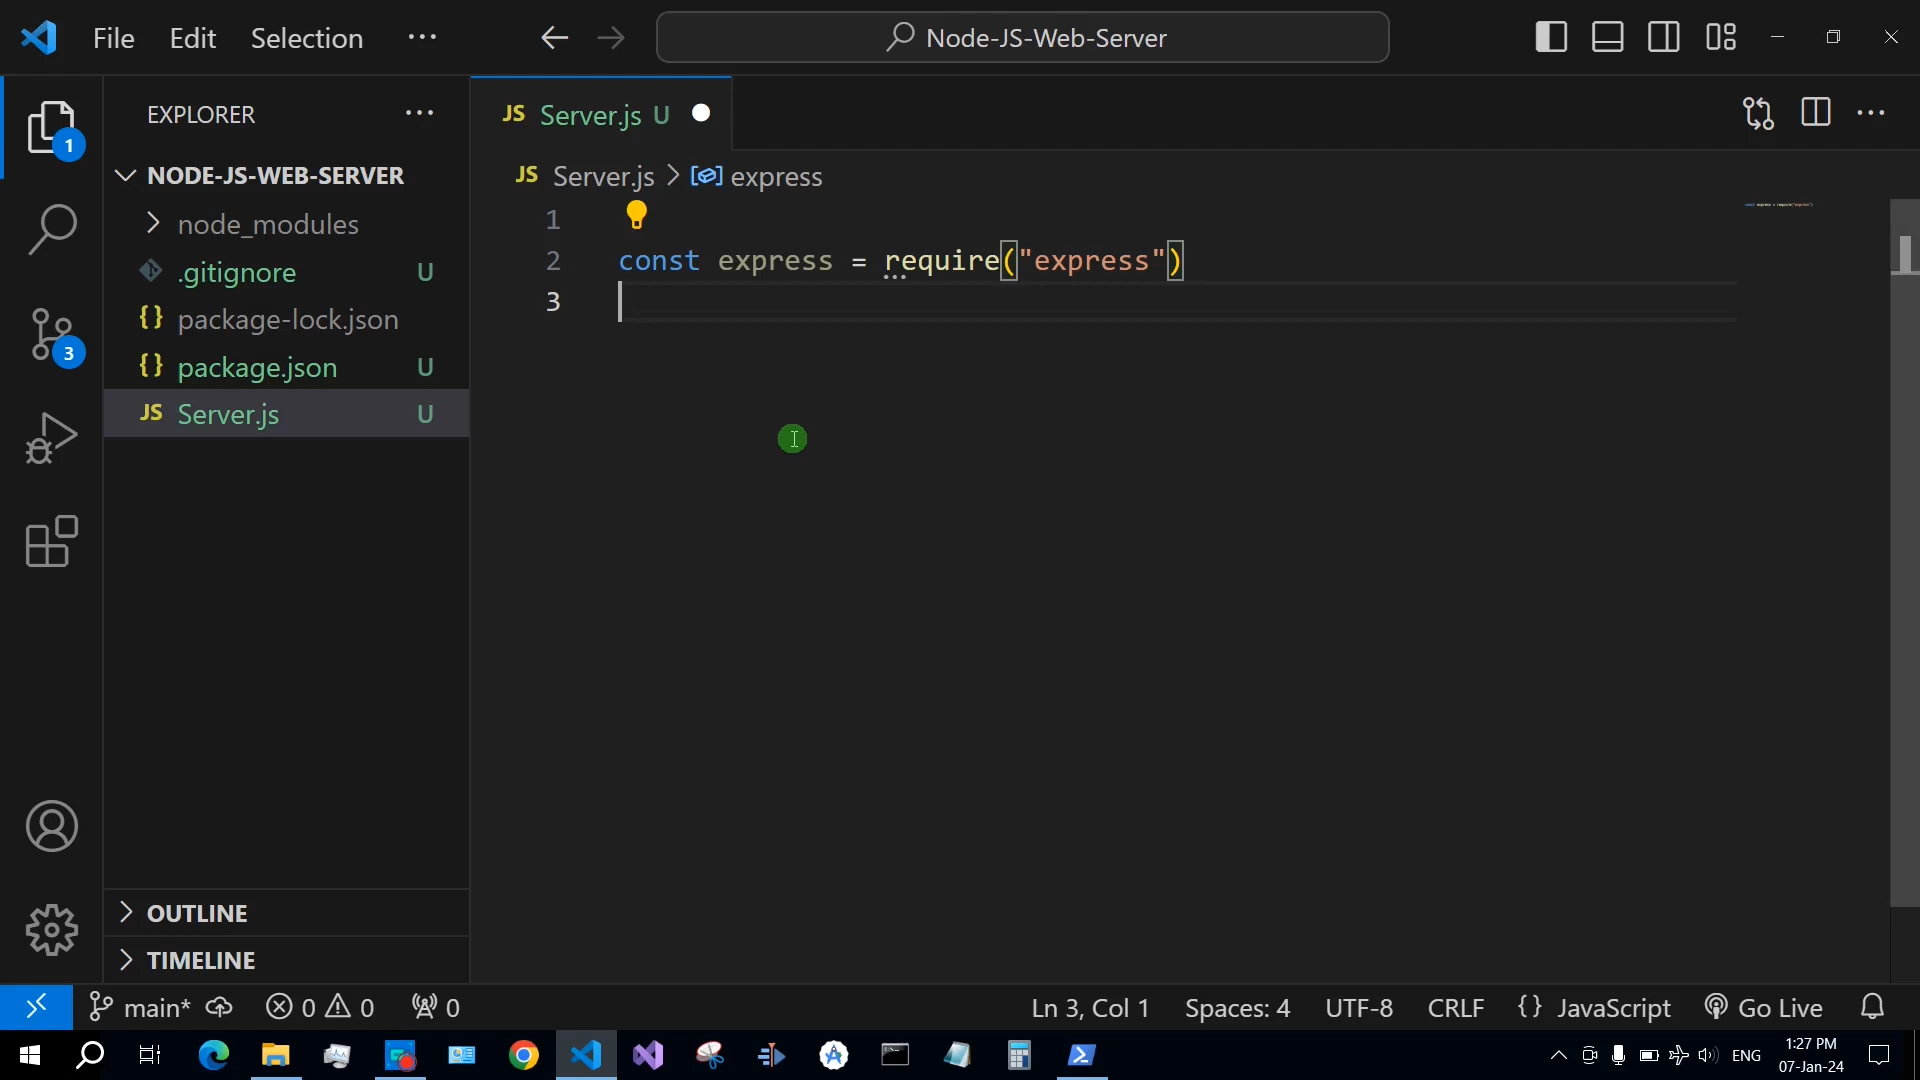 File Edit Selection ···
Node-JS-Web-Server
EXPLORER ···
JS Server.js U
1
NODE-JS-WEB-SERVER
JS Server.js > express
node_modules
1
.gitignore U
2 const express = require("express")
{} package-lock.json
3
3
{} package.json U
JS Server.js U
OUTLINE
TIMELINE
main* 0 0 0 Ln 3, Col 1 Spaces: 4 UTF-8 CRLF {} JavaScript Go Live
ENG 1:27 PM
07-Jan-24